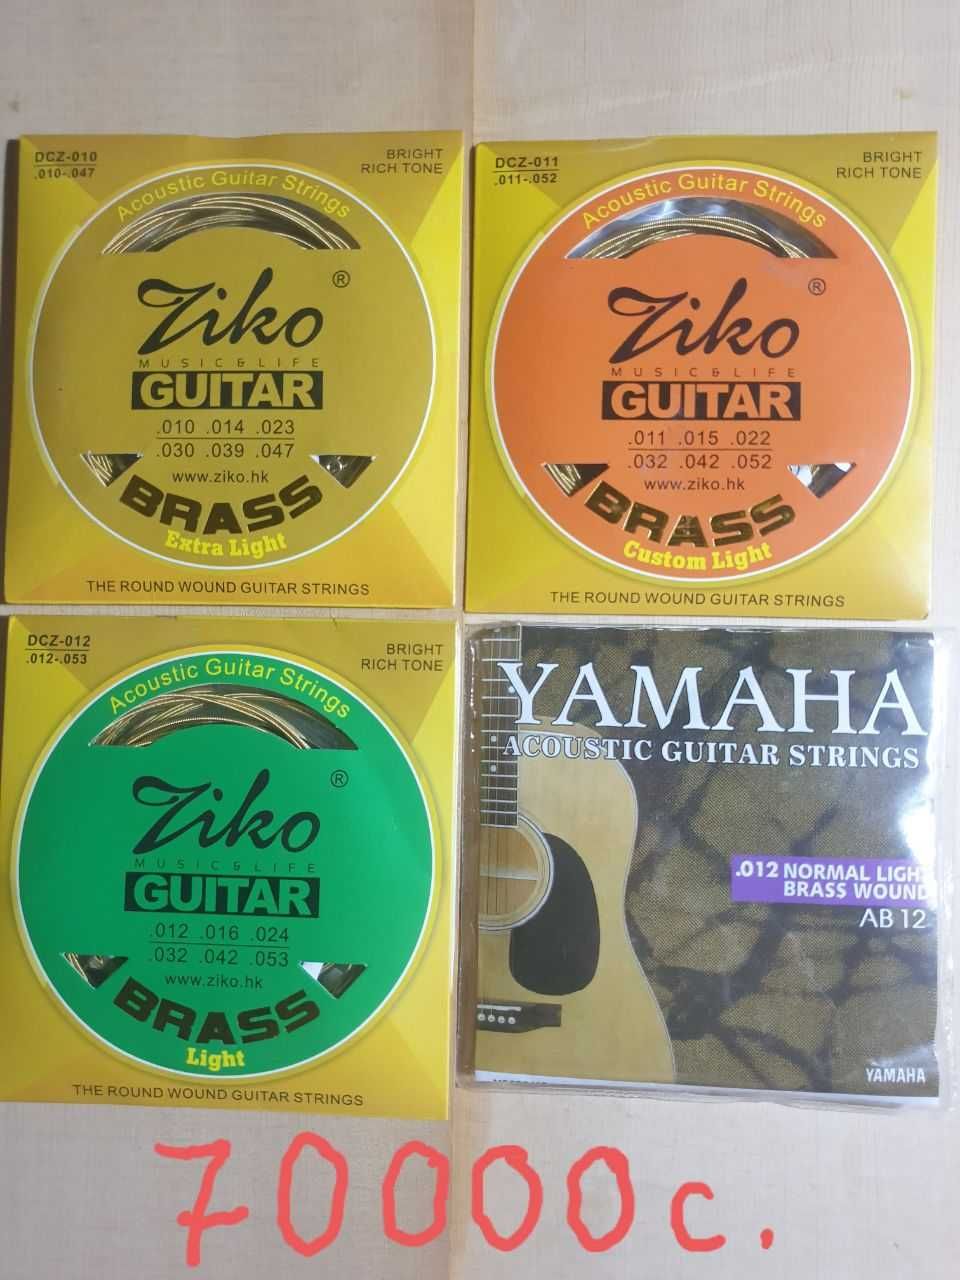 DCZ-010
.010-.047
BRIGHT
RICH TONE
Acoustic Guitar Strings
Ziko ®
MUSIC & LIFE
GUITAR
.010 .014 .023
.030 .039 .047
www.ziko.hk
BRASS
Extra Light
THE ROUND WOUND GUITAR STRINGS
DCZ-011
.011-.052
BRIGHT
RICH TONE
Acoustic Guitar Strings
Ziko ®
MUSIC & LIFE
GUITAR
.011 .015 .022
.032 .042 .052
www.ziko.hk
BRASS
Custom Light
THE ROUND WOUND GUITAR STRINGS
DCZ-012
.012-.053
BRIGHT
RICH TONE
Acoustic Guitar Strings
Ziko ®
MUSIC & LIFE
GUITAR
.012 .016 .024
.032 .042 .053
www.ziko.hk
BRASS
Light
THE ROUND WOUND GUITAR STRINGS
YAMAHA
ACOUSTIC GUITAR STRINGS
.012 NORMAL LIGHT
BRASS WOUND
AB 12
YAMAHA
70000с.